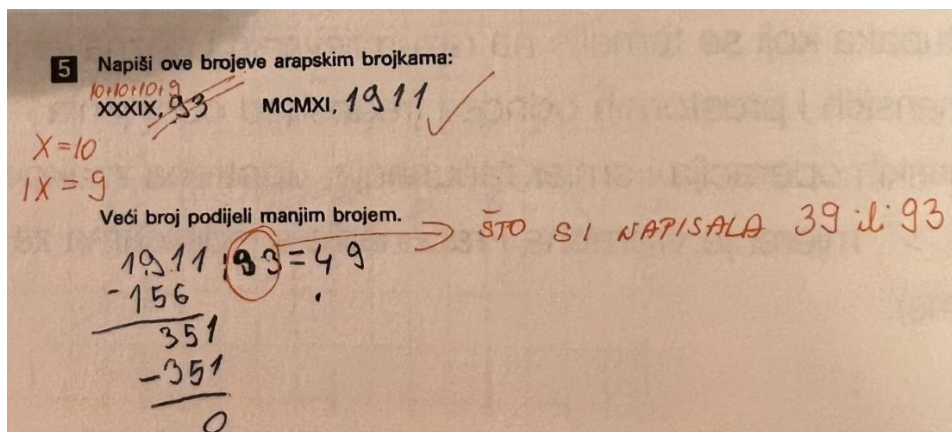 5 Napiši ove brojeve arapskim brojkama:
10+10+10+9
XXXIX, 93 MCMXI, 1911 ✓
X=10
IX=9
Veći broj podijeli manjim brojem.
1911:93=49 → ŠTO SI NAPISALA 39 ili 93
-156
351
-351
0